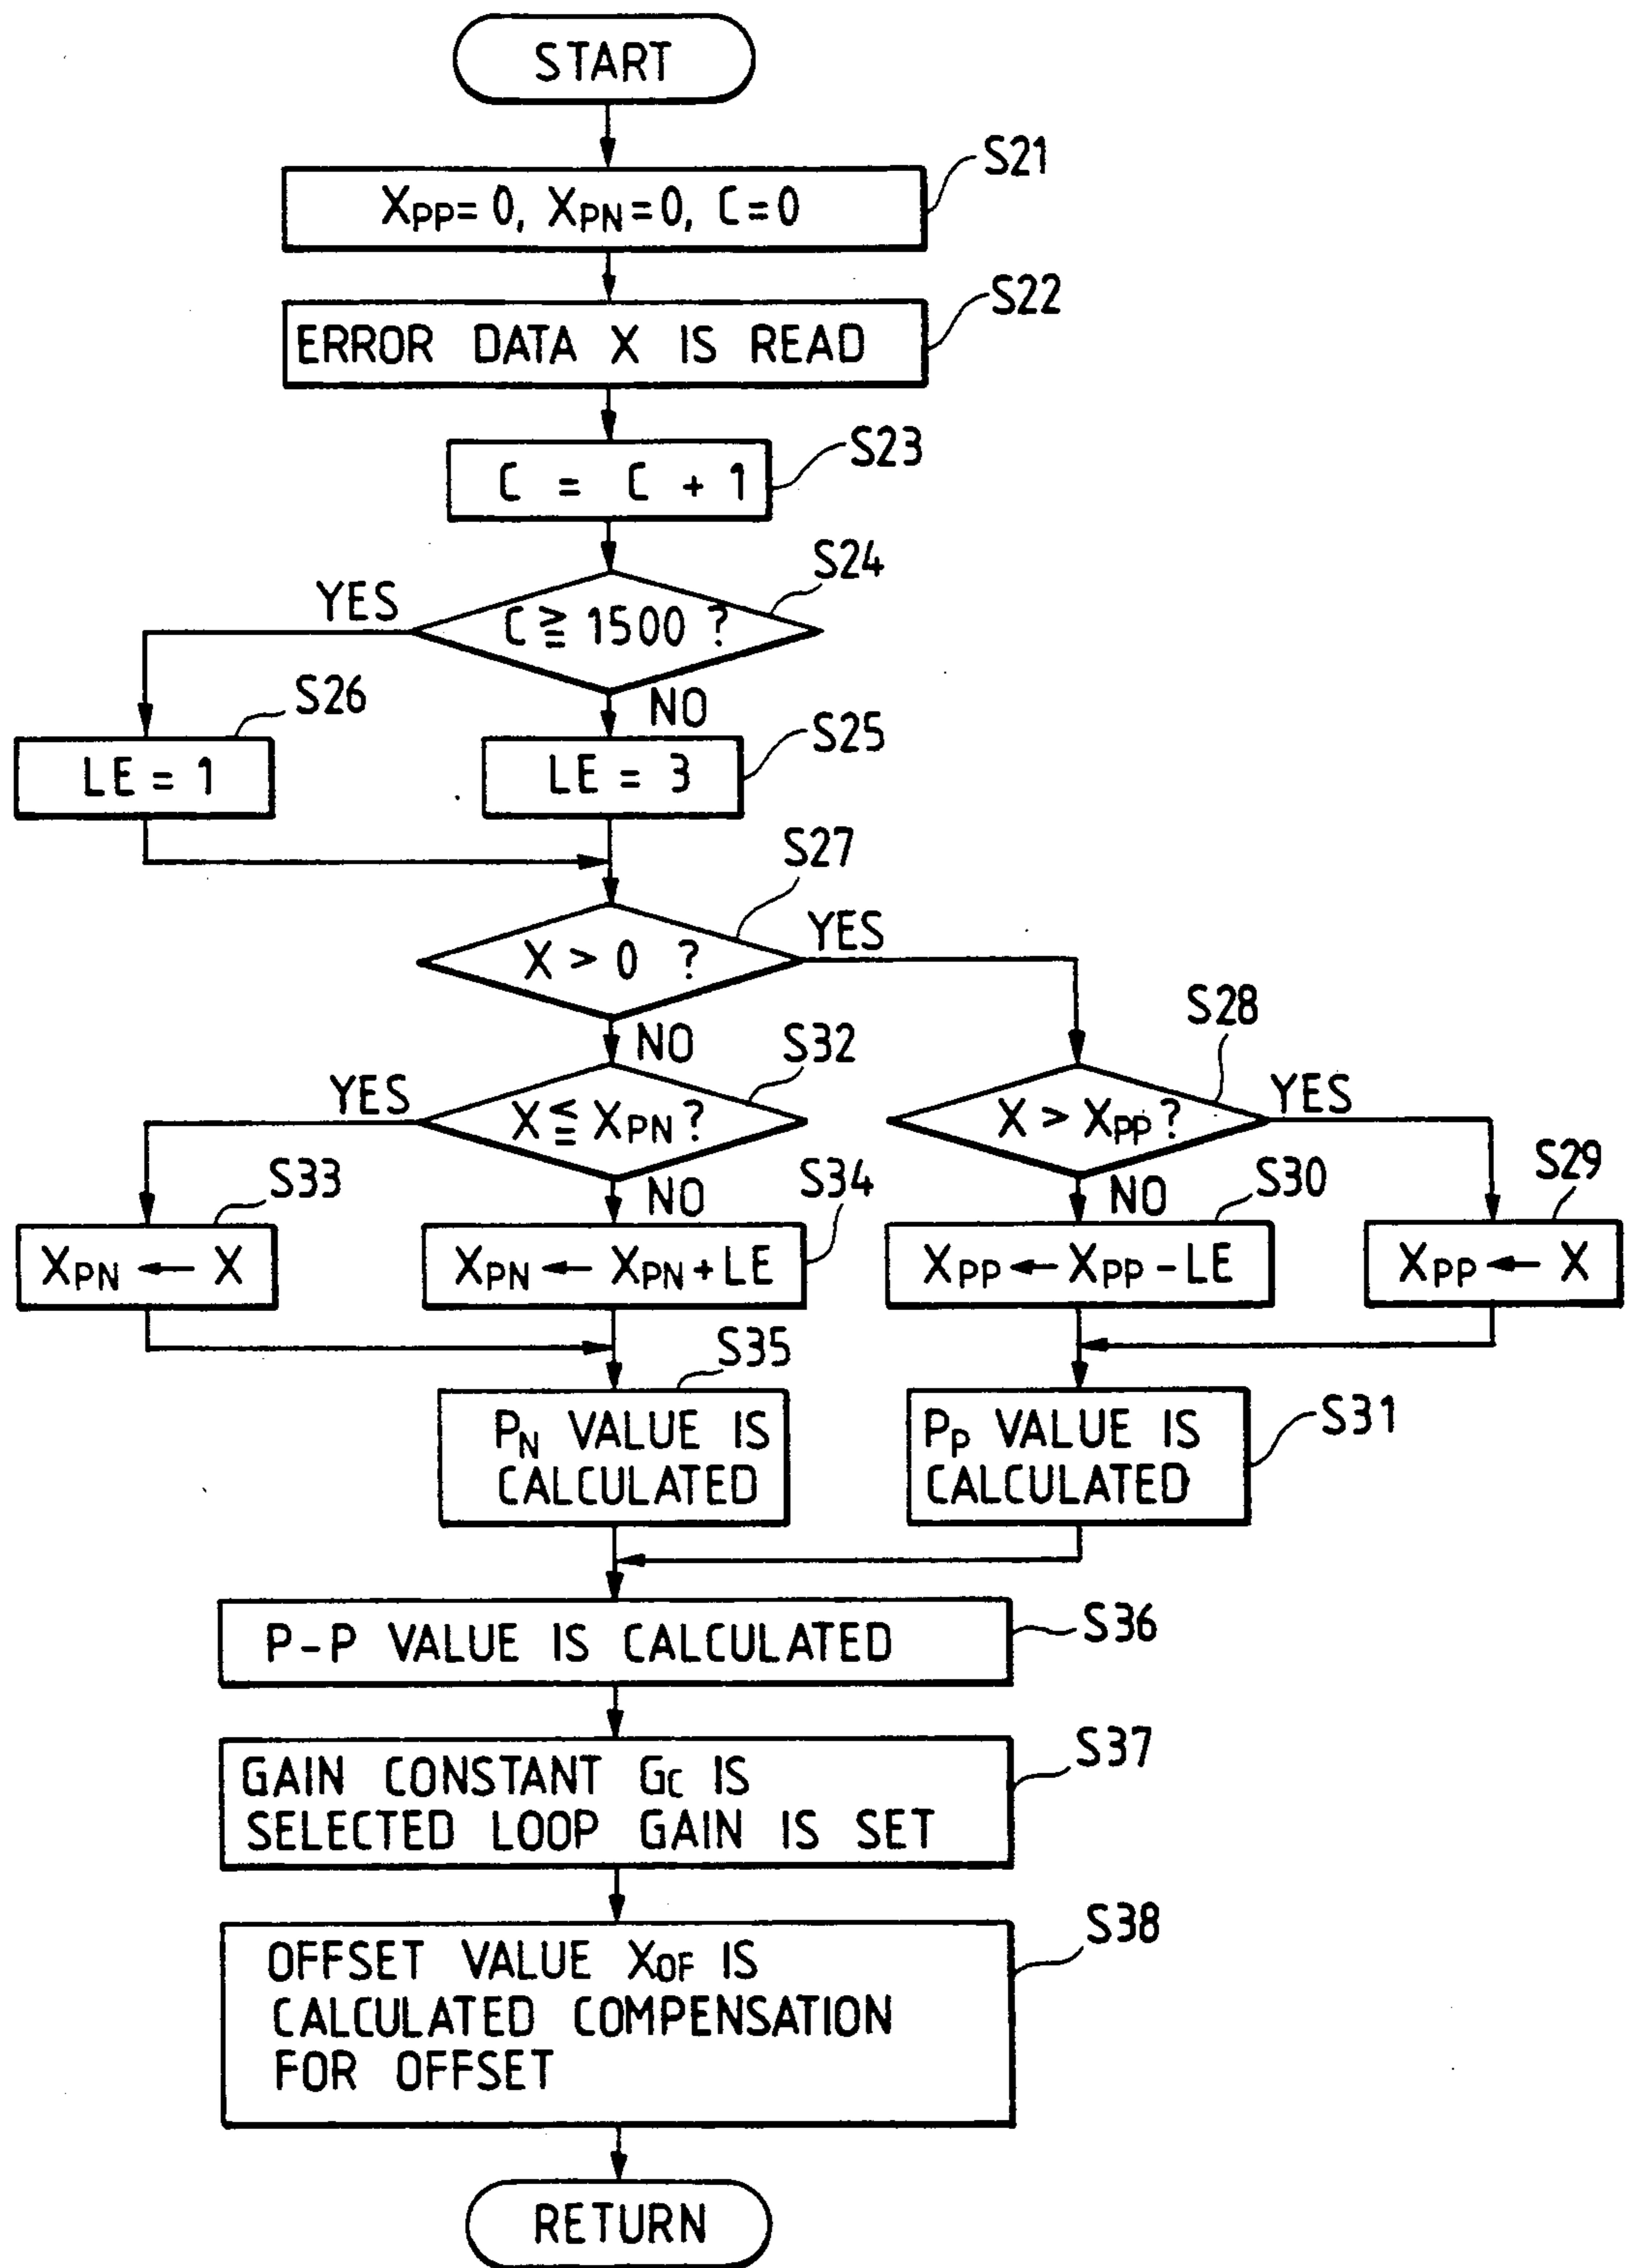 START
S21
XPP= 0, XPN=0, C=0
S22
ERROR DATA X IS READ
S23
C = C + 1
S24
YES
C ≧ 1500 ?
NO
S26
S25
LE = 1
LE = 3
S27
X > 0 ?
YES
NO
S32
S28
YES
X ≦ XPN ?
X > XPP ?
YES
S33
NO
S34
NO
S30
S29
XPN ← X
XPN ← XPN + LE
XPP ← XPP - LE
XPP ← X
S35
PN VALUE IS
CALCULATED
PP VALUE IS
CALCULATED
S31
P-P VALUE IS CALCULATED
S36
S37
GAIN CONSTANT GC IS
SELECTED LOOP GAIN IS SET
S38
OFFSET VALUE XOF IS
CALCULATED COMPENSATION
FOR OFFSET
RETURN